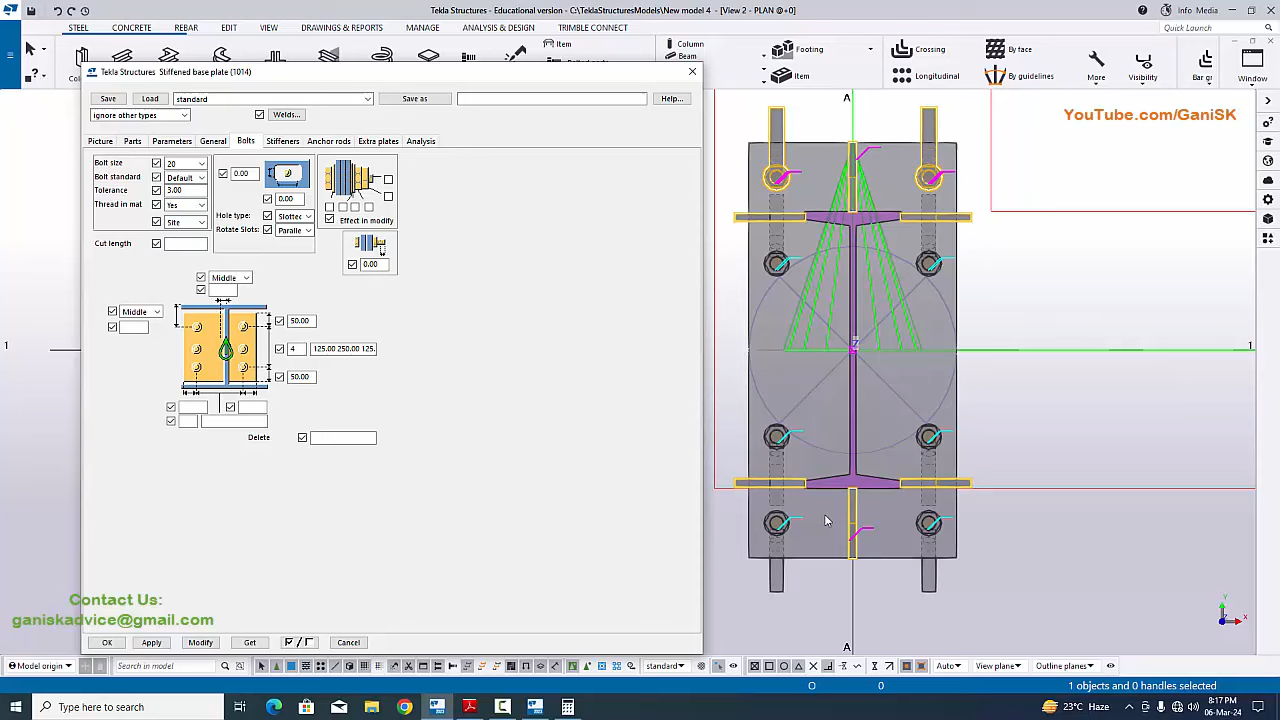 Tekla Structures - Educational version - C:\TeklaStructuresModels\New model 4 - [View 2 - PLAN @+0]
Info Media
STEEL CONCRETE REBAR EDIT VIEW DRAWINGS & REPORTS MANAGE ANALYSIS & DESIGN TRIMBLE CONNECT
Quick Launch
Item
Column
Beam
Footing
Item
Crossing
Longitudinal
By face
By guidelines
More
Visibility
Bar gr
Window
Tekla Structures Stiffened base plate (1014)
Save Load standard Save as Help...
ignore other types Welds...
Picture Parts Parameters General Bolts Stiffeners Anchor rods Extra plates Analysis
Bolt size 20
Bolt standard Default
Tolerance 3.00
Thread in mat Yes
Site
Cut length
0.00
0.00
Hole type: Slotted
Rotate Slots: Paralle
Effect in modify
0.00
Middle
Middle
50.00
4 125.00 250.00 125.
50.00
Delete
OK Apply Modify Get / Cancel
YouTube.com/GaniSK
A
1
Z
1
A
Y
X
Contact Us:
ganiskadvice@gmail.com
Model origin Search in model standard Auto View plane Outline planes
O 0 1 objects and 0 handles selected
Type here to search
23°C Haze
8:17 PM
06-Mar-24